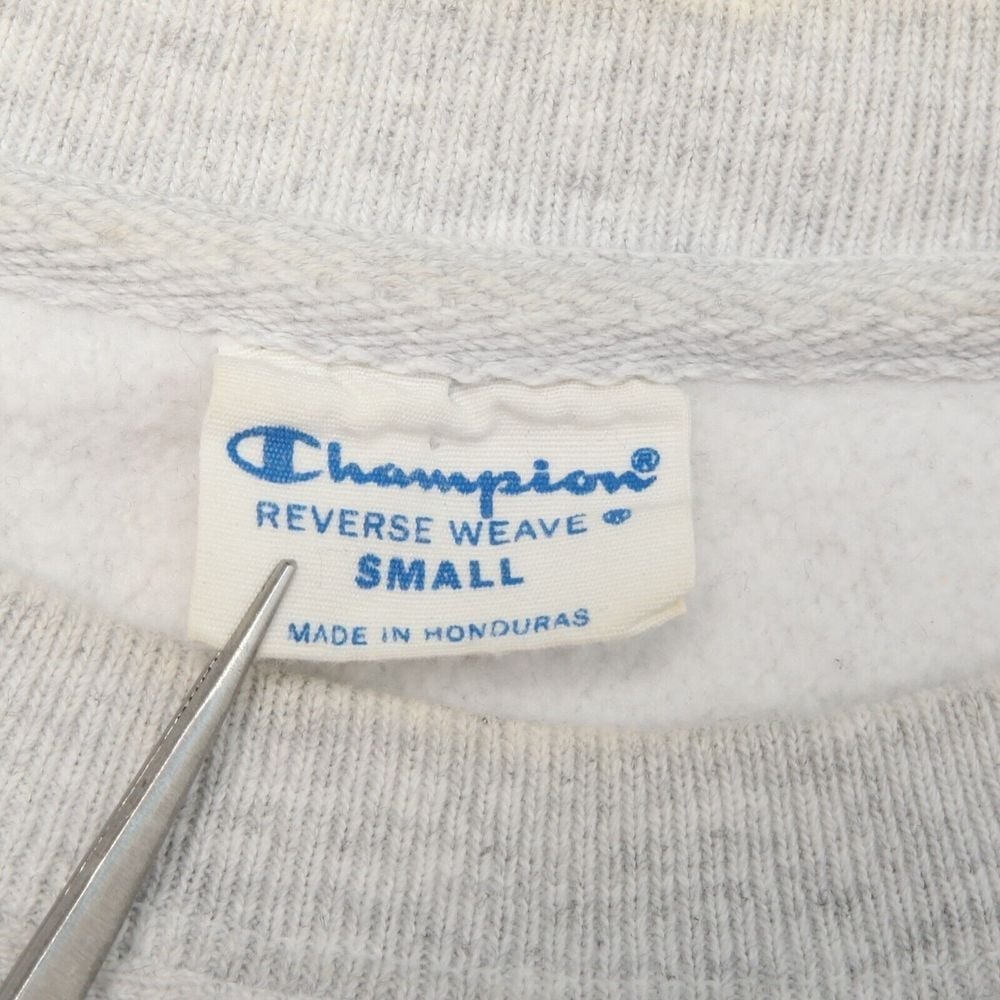 Champion®
REVERSE WEAVE
SMALL
MADE IN HONDURAS